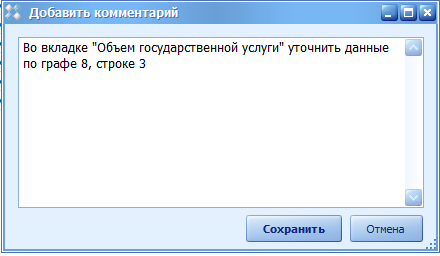 Добавить комментарий
Во вкладке "Объем государственной услуги" уточнить данные
по графе 8, строке 3
Сохранить
Отмена